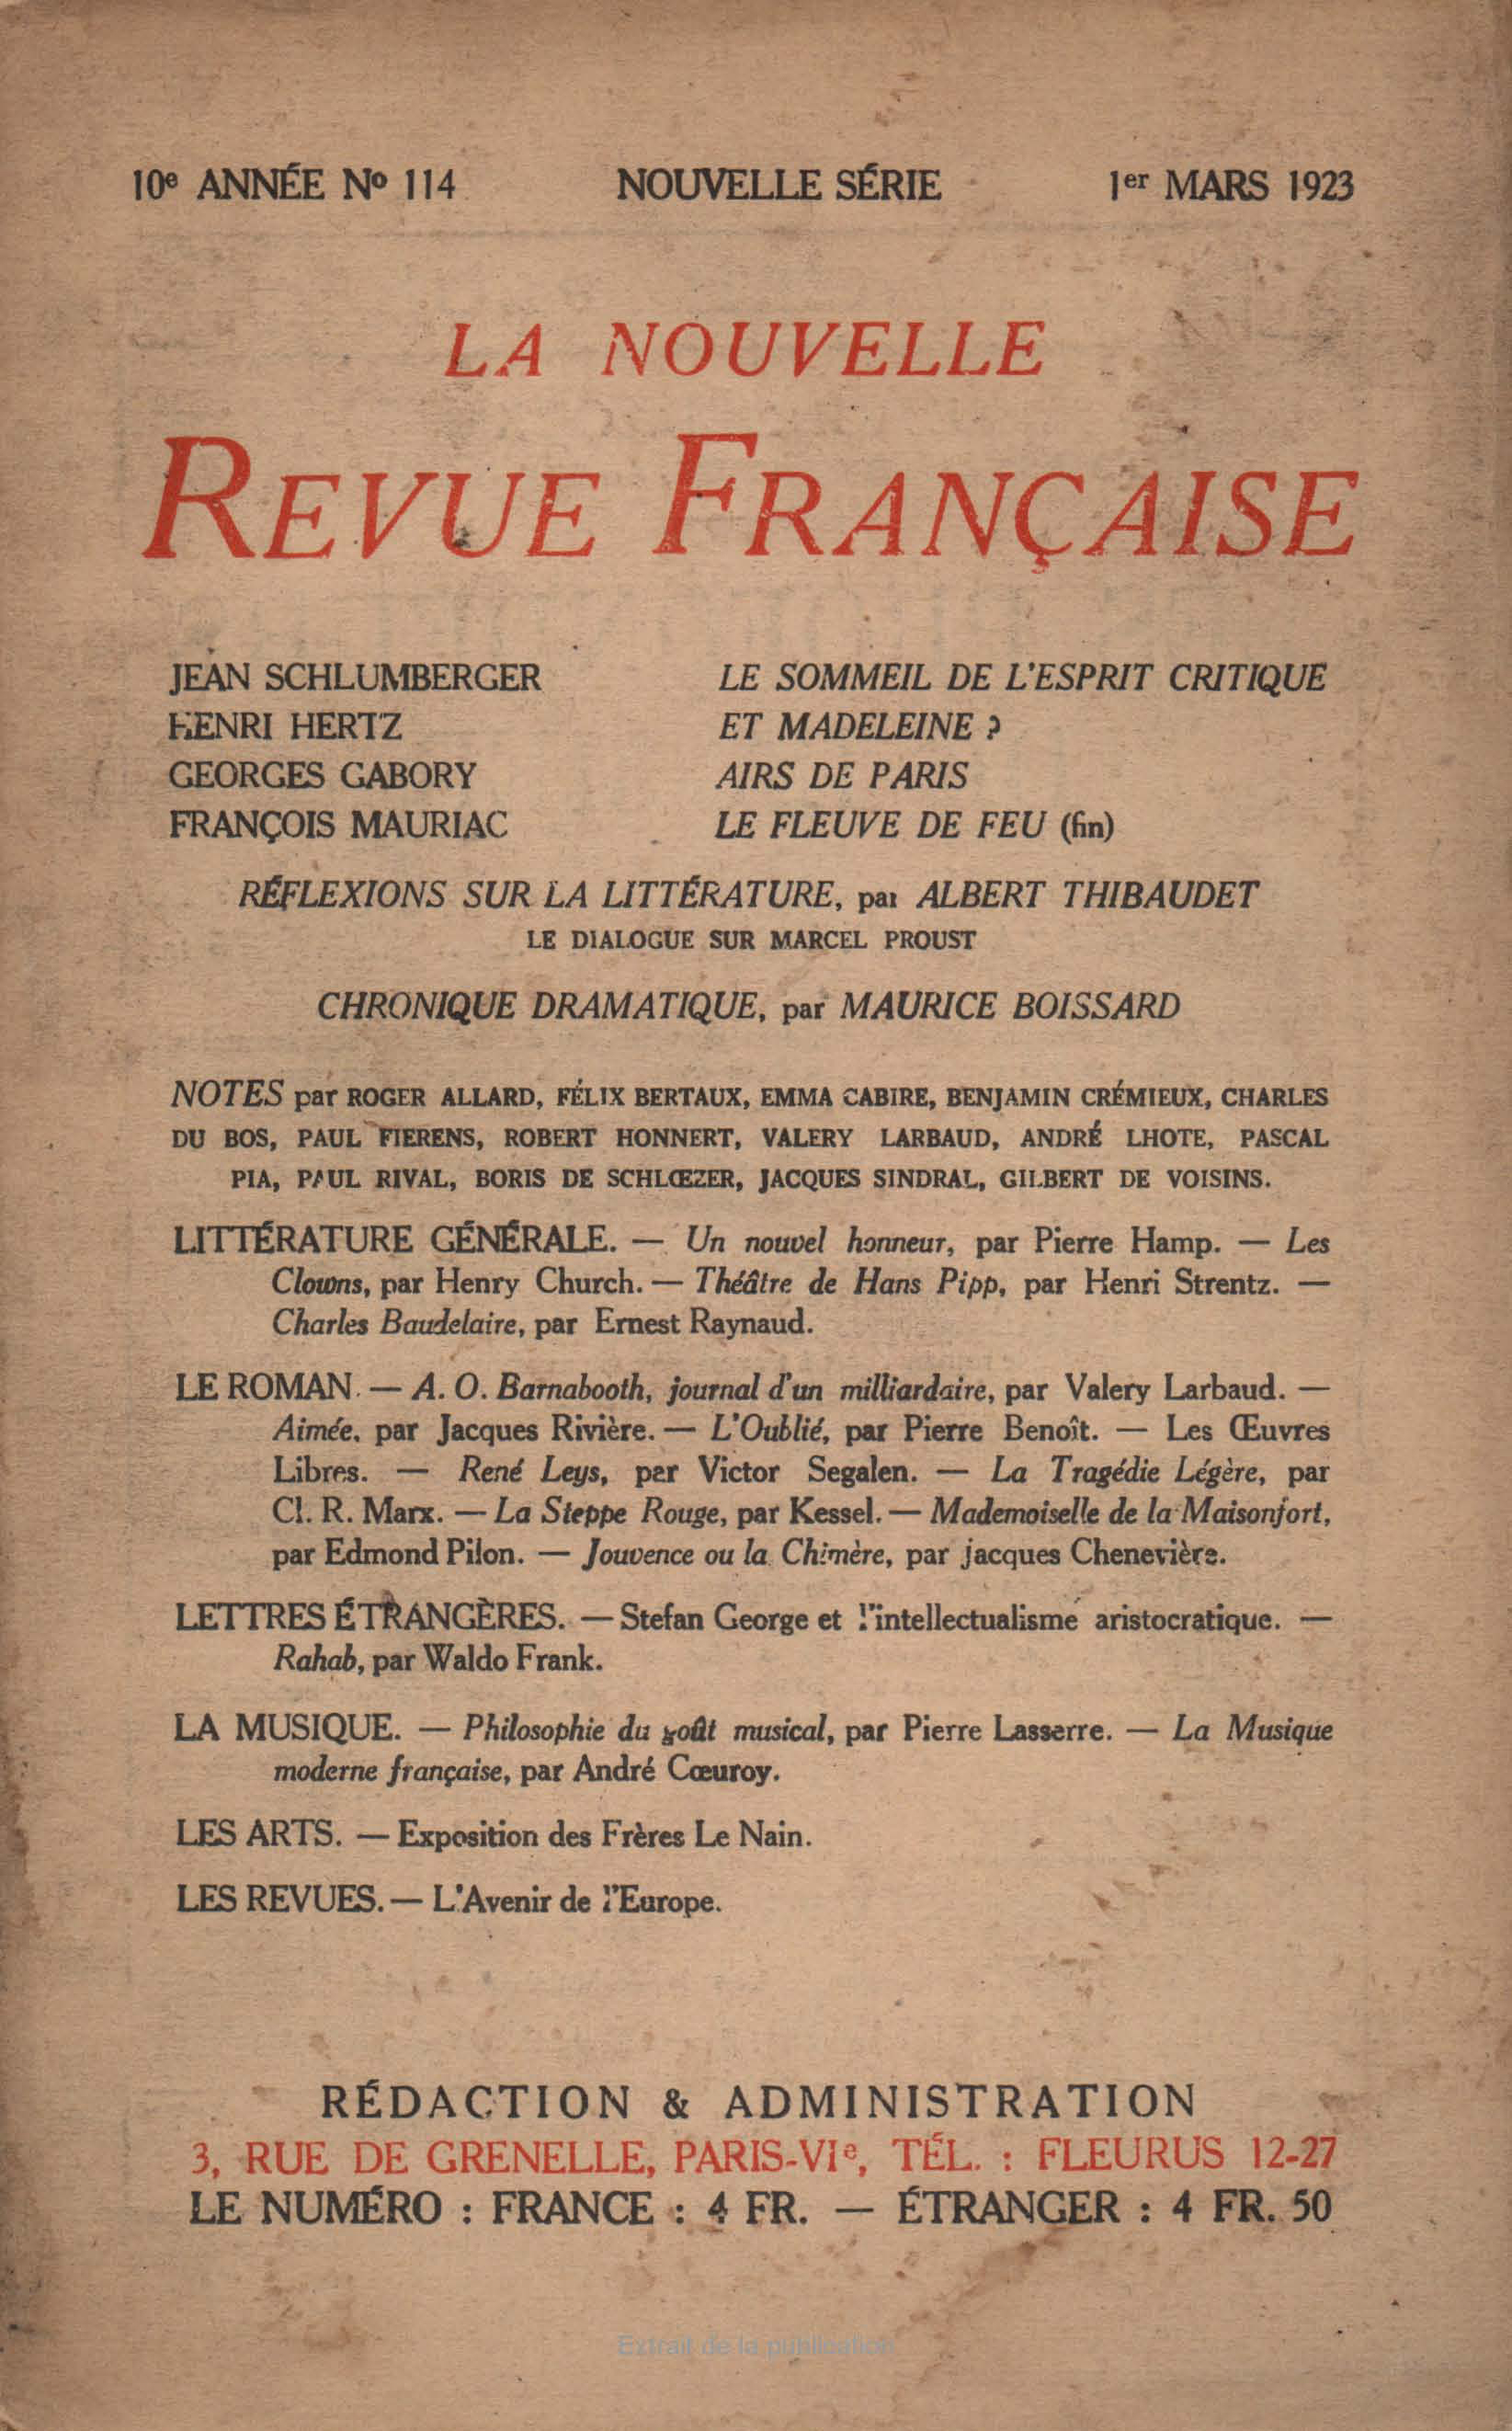 10e ANNÉE No 114 NOUVELLE SÉRIE 1er MARS 1923
LA NOUVELLE
REVUE FRANÇAISE
JEAN SCHLUMBERGER LE SOMMEIL DE L'ESPRIT CRITIQUE
HENRI HERTZ ET MADELEINE ?
GEORGES GABORY AIRS DE PARIS
FRANÇOIS MAURIAC LE FLEUVE DE FEU (fin)
RÉFLEXIONS SUR LA LITTÉRATURE, par ALBERT THIBAUDET
LE DIALOGUE SUR MARCEL PROUST
CHRONIQUE DRAMATIQUE, par MAURICE BOISSARD
NOTES par ROGER ALLARD, FÉLIX BERTAUX, EMMA CABIRE, BENJAMIN CRÉMIEUX, CHARLES
DU BOS, PAUL FIERENS, ROBERT HONNERT, VALERY LARBAUD, ANDRÉ LHOTE, PASCAL
PIA, PAUL RIVAL, BORIS DE SCHLŒZER, JACQUES SINDRAL, GILBERT DE VOISINS.
LITTÉRATURE GÉNÉRALE. — Un nouvel honneur, par Pierre Hamp. — Les
Clowns, par Henry Church. — Théâtre de Hans Pipp, par Henri Strentz. —
Charles Baudelaire, par Ernest Raynaud.
LE ROMAN. — A. O. Barnabooth, journal d'un milliardaire, par Valery Larbaud. —
Aimée, par Jacques Rivière. — L'Oublié, par Pierre Benoît. — Les Œuvres
Libres. — René Leys, par Victor Segalen. — La Tragédie Légère, par
Cl. R. Marx. — La Steppe Rouge, par Kessel. — Mademoiselle de la Maisonfort,
par Edmond Pilon. — Jouvence ou la Chimère, par jacques Chenevière.
LETTRES ÉTRANGÈRES. — Stefan George et l'intellectualisme aristocratique. —
Rahab, par Waldo Frank.
LA MUSIQUE. — Philosophie du goût musical, par Pierre Lasserre. — La Musique
moderne française, par André Cœuroy.
LES ARTS. — Exposition des Frères Le Nain.
LES REVUES. — L'Avenir de l'Europe.
RÉDACTION & ADMINISTRATION
3, RUE DE GRENELLE, PARIS-VIe, TÉL. : FLEURUS 12-27
LE NUMÉRO : FRANCE : 4 FR. — ÉTRANGER : 4 FR. 50
Extrait de la publication